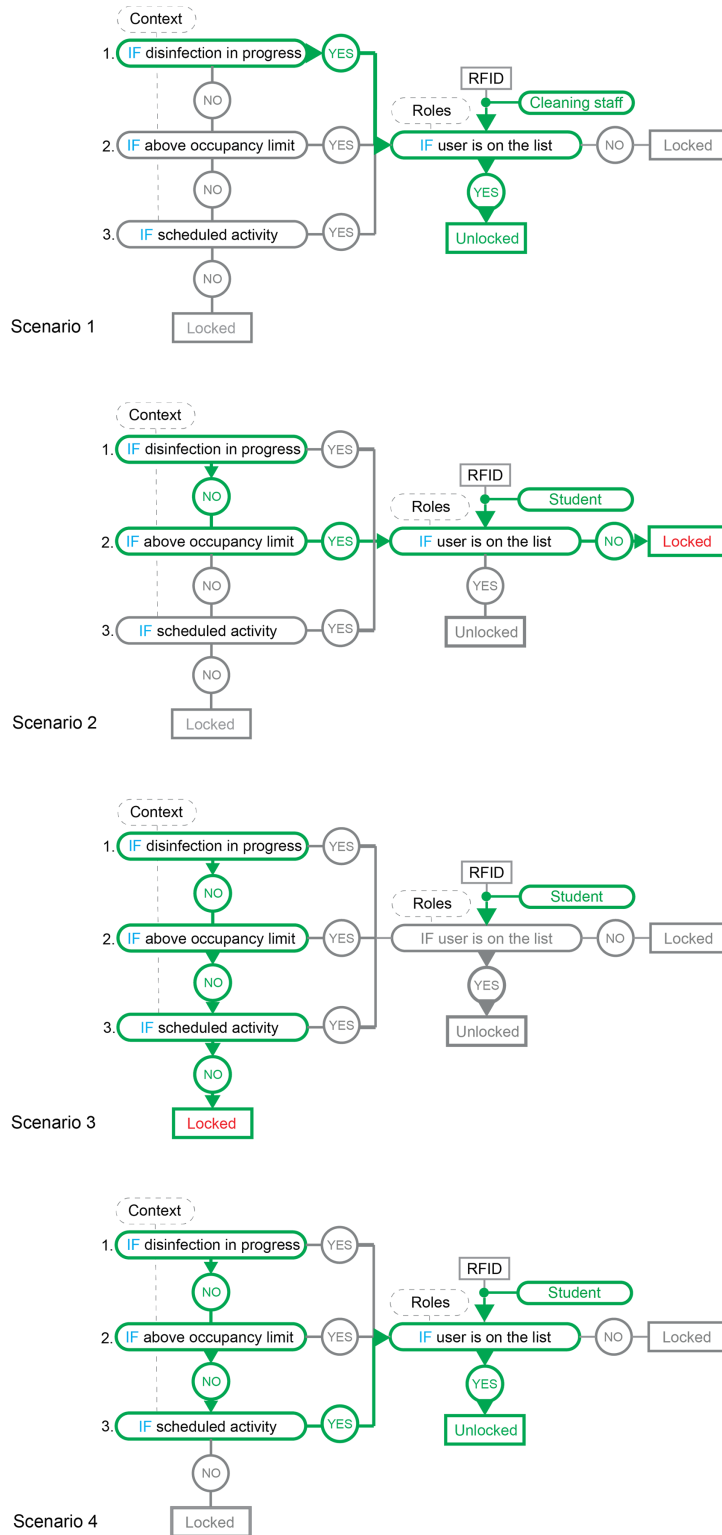 Context
1. IF disinfection in progress YES
RFID
Cleaning staff
NO
Roles
2. IF above occupancy limit YES IF user is on the list NO Locked
NO YES
3. IF scheduled activity YES Unlocked
NO
Scenario 1 Locked
Context
1. IF disinfection in progress YES
RFID
NO Student
Roles
2. IF above occupancy limit YES IF user is on the list NO Locked
NO YES
3. IF scheduled activity YES Unlocked
NO
Scenario 2 Locked
Context
1. IF disinfection in progress YES
RFID
NO Student
Roles
2. IF above occupancy limit YES IF user is on the list NO Locked
NO YES
3. IF scheduled activity YES Unlocked
NO
Scenario 3 Locked
Context
1. IF disinfection in progress YES
RFID
NO Student
Roles
2. IF above occupancy limit YES IF user is on the list NO Locked
NO YES
3. IF scheduled activity YES Unlocked
NO
Scenario 4 Locked